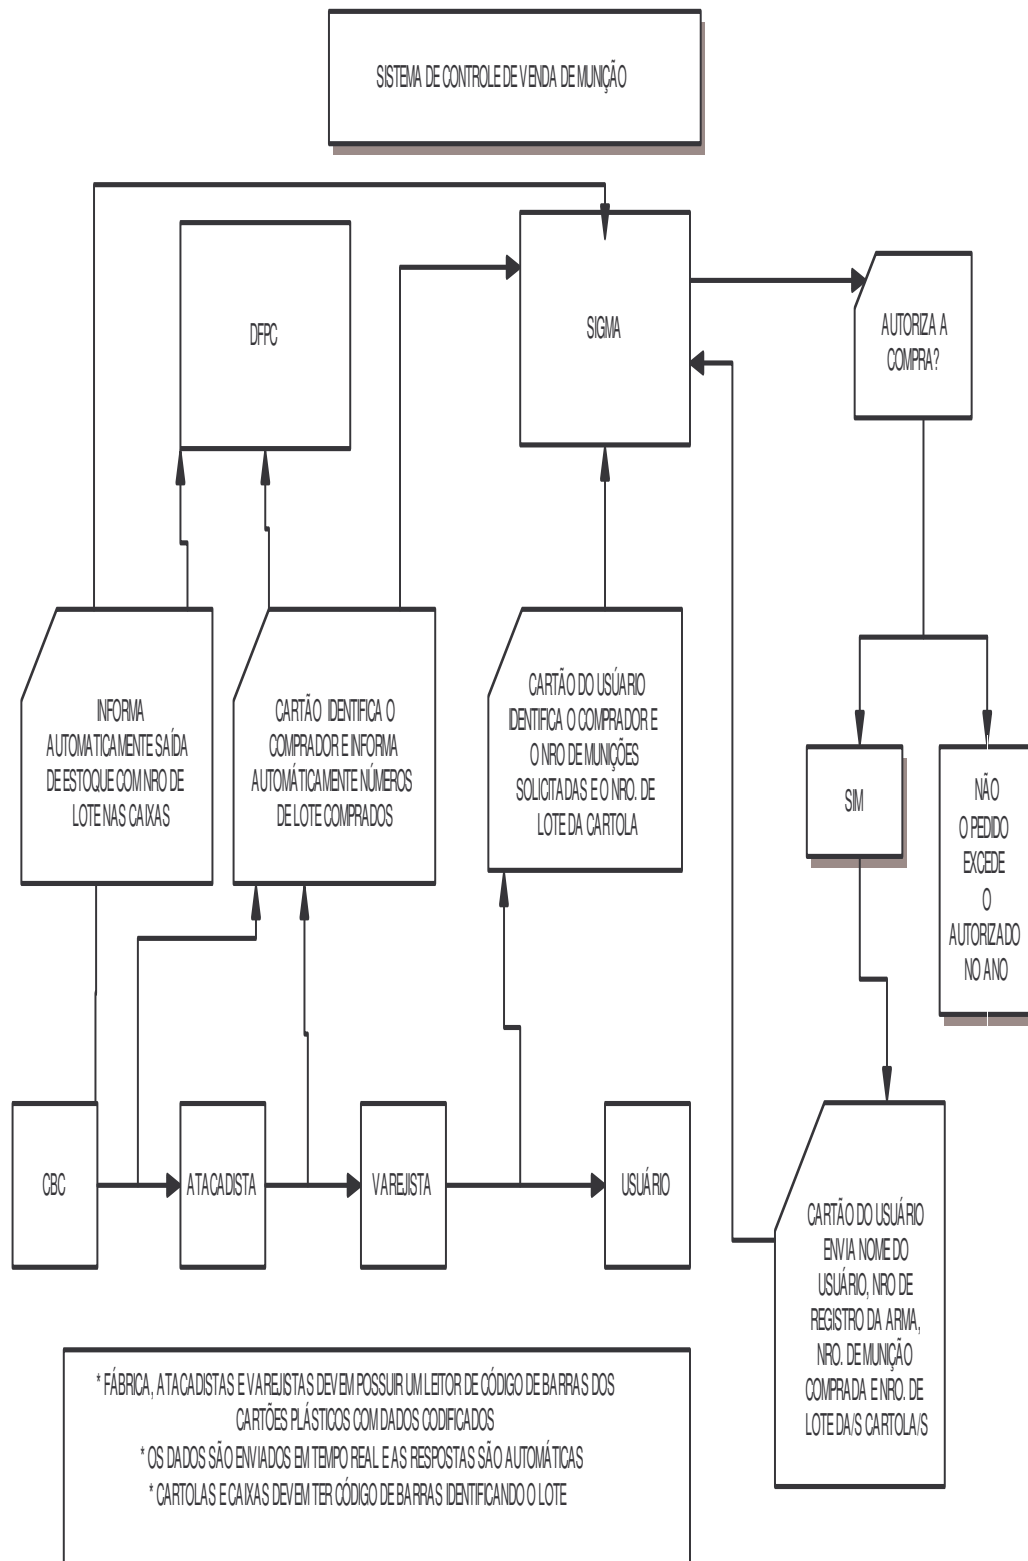 SISTEMA DE CONTROLE DE VENDA DE MUNIÇÃO
DFPC
SIGMA
AUTORIZA A
COMPRA?
INFORMA
AUTOMATICAMENTE SAÍDA
DE ESTOQUE COM NRO DE
LOTE NAS CAIXAS
CARTÃO IDENTIFICA O
COMPRADOR E INFORMA
AUTOMÁTICAMENTE NÚMEROS
DE LOTE COMPRADOS
CARTÃO DO USÚARIO
IDENTIFICA O COMPRADOR E
O NRO DE MUNIÇÕES
SOLICITADAS E O NRO. DE
LOTE DA CARTOLA
SIM
NÃO
O PEDIDO
EXCEDE
O
AUTORIZADO
NO ANO
CBC
ATACADISTA
VAREJISTA
USUÁRIO
CARTÃO DO USUÁRIO
ENVIA NOME DO
USUÁRIO, NRO DE
REGISTRO DA ARMA,
NRO. DE MUNIÇÃO
COMPRADA E NRO. DE
LOTE DA/S CARTOLA/S
* FÁBRICA, ATACADISTAS E VAREJISTAS DEVEM POSSUIR UM LEITOR DE CÓDIGO DE BARRAS DOS
CARTÕES PLÁSTICOS COM DADOS CODIFICADOS
* OS DADOS SÃO ENVIADOS EM TEMPO REAL E AS RESPOSTAS SÃO AUTOMÁTICAS
* CARTOLAS E CAIXAS DEVEM TER CÓDIGO DE BARRAS IDENTIFICANDO O LOTE